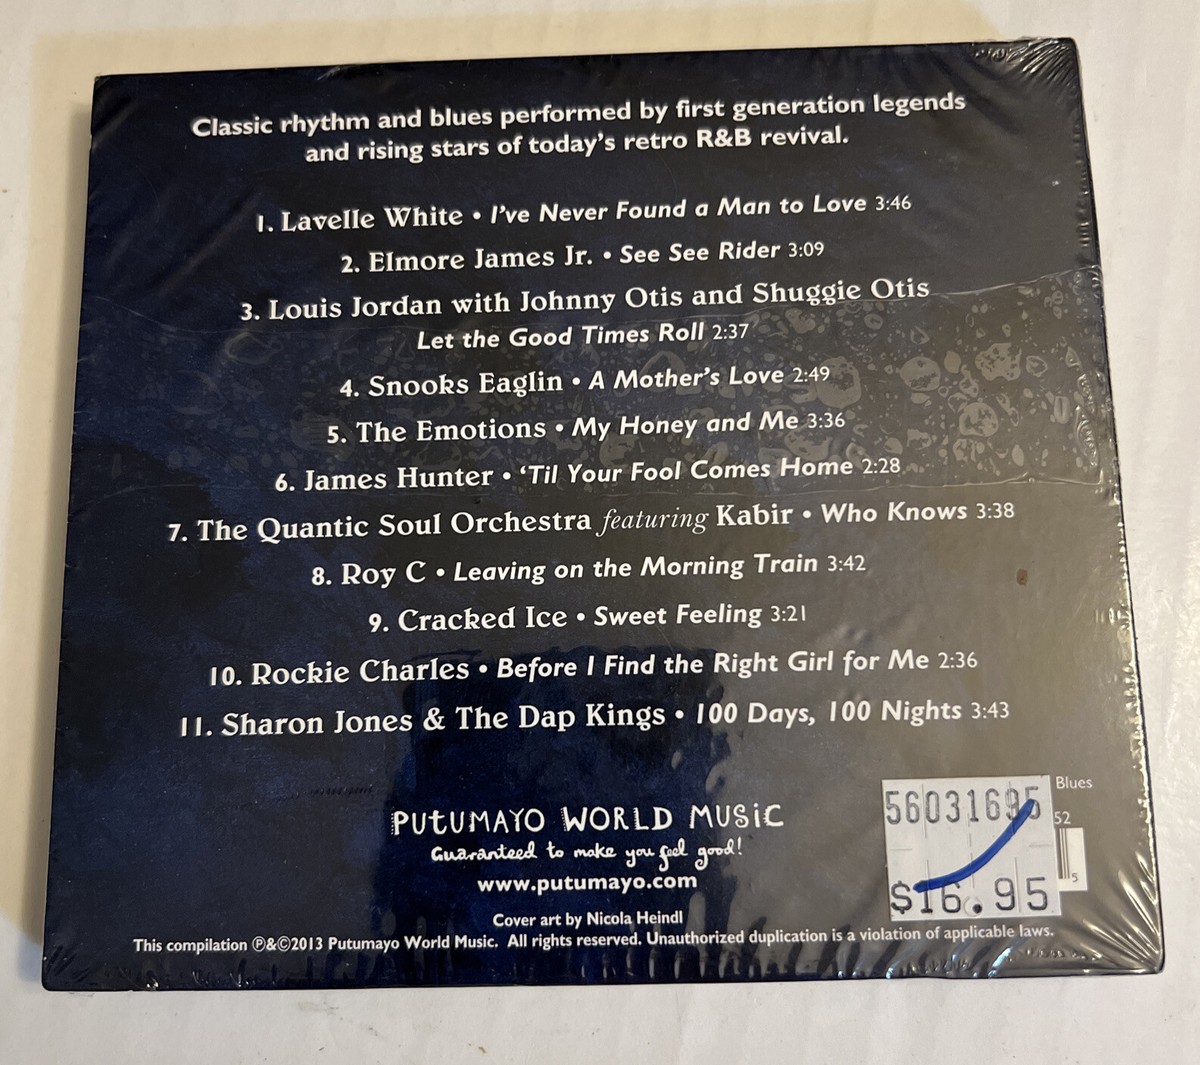 Classic rhythm and blues performed by first generation legends
and rising stars of today's retro R&B revival.
1. Lavelle White • I've Never Found a Man to Love 3:46
2. Elmore James Jr. • See See Rider 3:09
3. Louis Jordan with Johnny Otis and Shuggie Otis
Let the Good Times Roll 2:37
4. Snooks Eaglin • A Mother's Love 2:49
5. The Emotions • My Honey and Me 3:36
6. James Hunter • 'Til Your Fool Comes Home 2:28
7. The Quantic Soul Orchestra featuring Kabir • Who Knows 3:38
8. Roy C • Leaving on the Morning Train 3:42
9. Cracked Ice • Sweet Feeling 3:21
10. Rockie Charles • Before I Find the Right Girl for Me 2:36
11. Sharon Jones & The Dap Kings • 100 Days, 100 Nights 3:43
PUTUMAYO WORLD MUSIC
Guaranteed to make you feel good!
www.putumayo.com
Cover art by Nicola Heindl
This compilation ℗&©2013 Putumayo World Music. All rights reserved. Unauthorized duplication is a violation of applicable laws.
Blues
56031695
52
5
$16.95